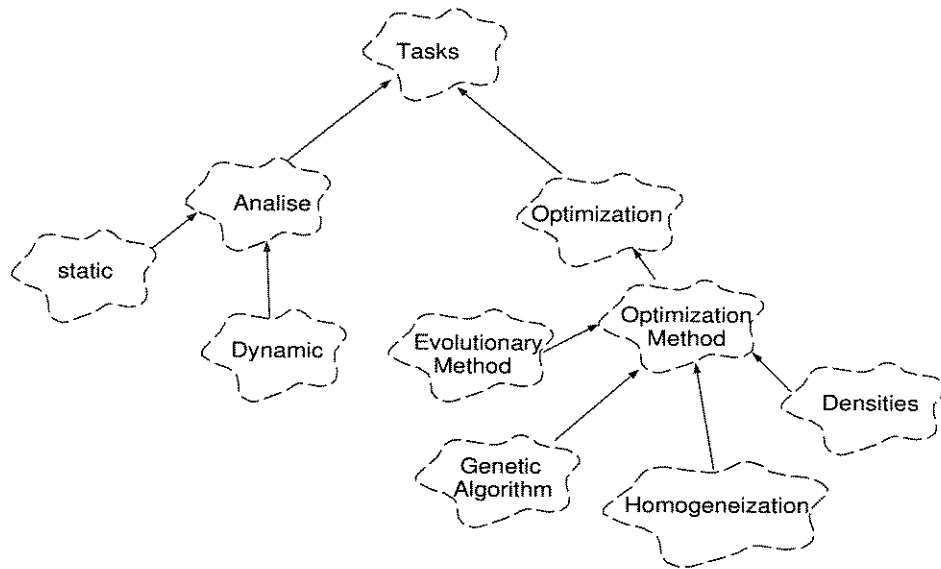 Tasks
Analise
Optimization
static
Dynamic
Evolutionary
Method
Optimization
Method
Densities
Genetic
Algorithm
Homogeneization